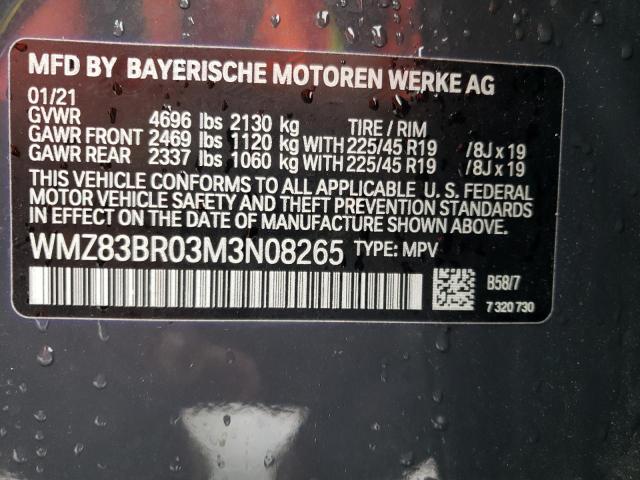 MFD BY BAYERISCHE MOTOREN WERKE AG
01/21
GVWR 4696 lbs 2130 kg TIRE / RIM
GAWR FRONT 2469 lbs 1120 kg WITH 225/45 R19 /8J x 19
GAWR REAR 2337 lbs 1060 kg WITH 225/45 R19 /8J x 19
THIS VEHICLE CONFORMS TO ALL APPLICABLE U. S. FEDERAL
MOTOR VEHICLE SAFETY AND THEFT PREVENTION STANDARDS
IN EFFECT ON THE DATE OF MANUFACTURE SHOWN ABOVE.
WMZ83BR03M3N08265 TYPE: MPV
B58/7
7 320 730